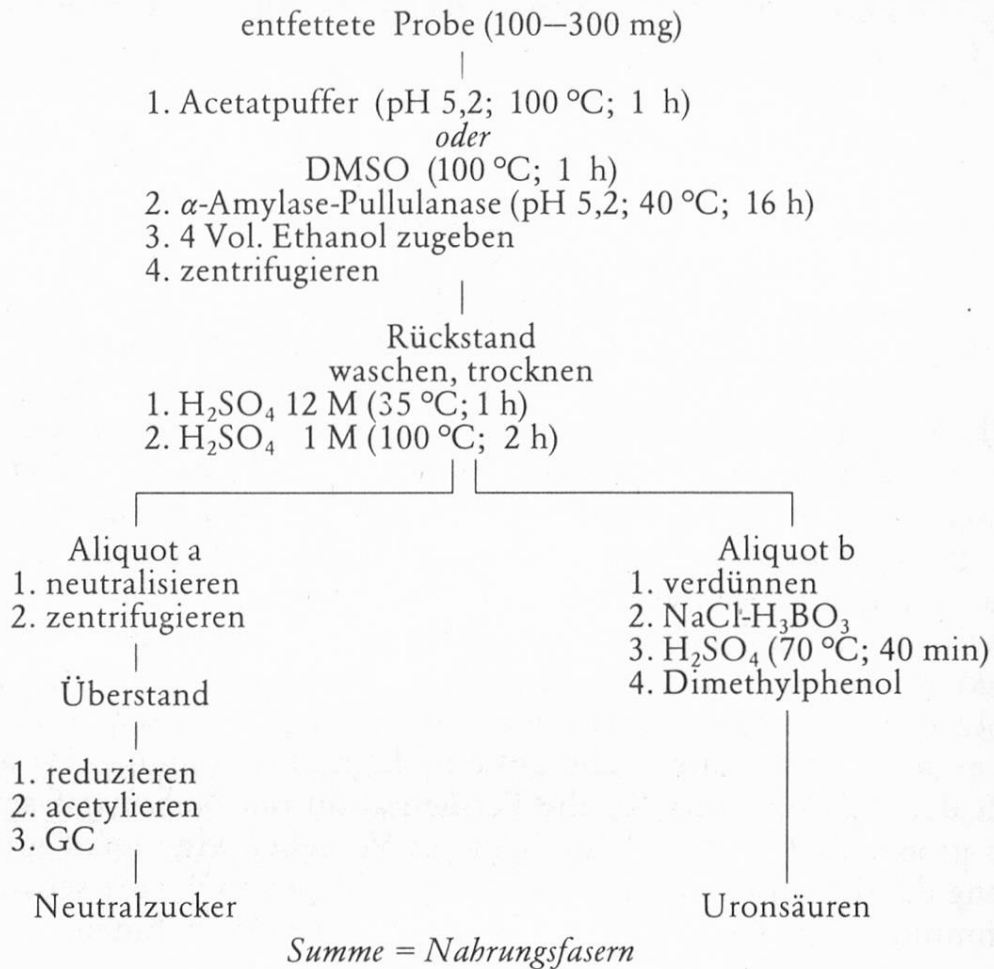 entfettete Probe (100–300 mg)
1. Acetatpuffer (pH 5,2; 100 °C; 1 h)
oder
DMSO (100 °C; 1 h)
2. α-Amylase-Pullulanase (pH 5,2; 40 °C; 16 h)
3. 4 Vol. Ethanol zugeben
4. zentrifugieren
Rückstand
waschen, trocknen
1. H₂SO₄ 12 M (35 °C; 1 h)
2. H₂SO₄ 1 M (100 °C; 2 h)
Aliquot a
1. neutralisieren
2. zentrifugieren
Überstand
1. reduzieren
2. acetylieren
3. GC
Neutralzucker
Aliquot b
1. verdünnen
2. NaCl-H₃BO₃
3. H₂SO₄ (70 °C; 40 min)
4. Dimethylphenol
Uronsäuren
Summe = Nahrungsfasern